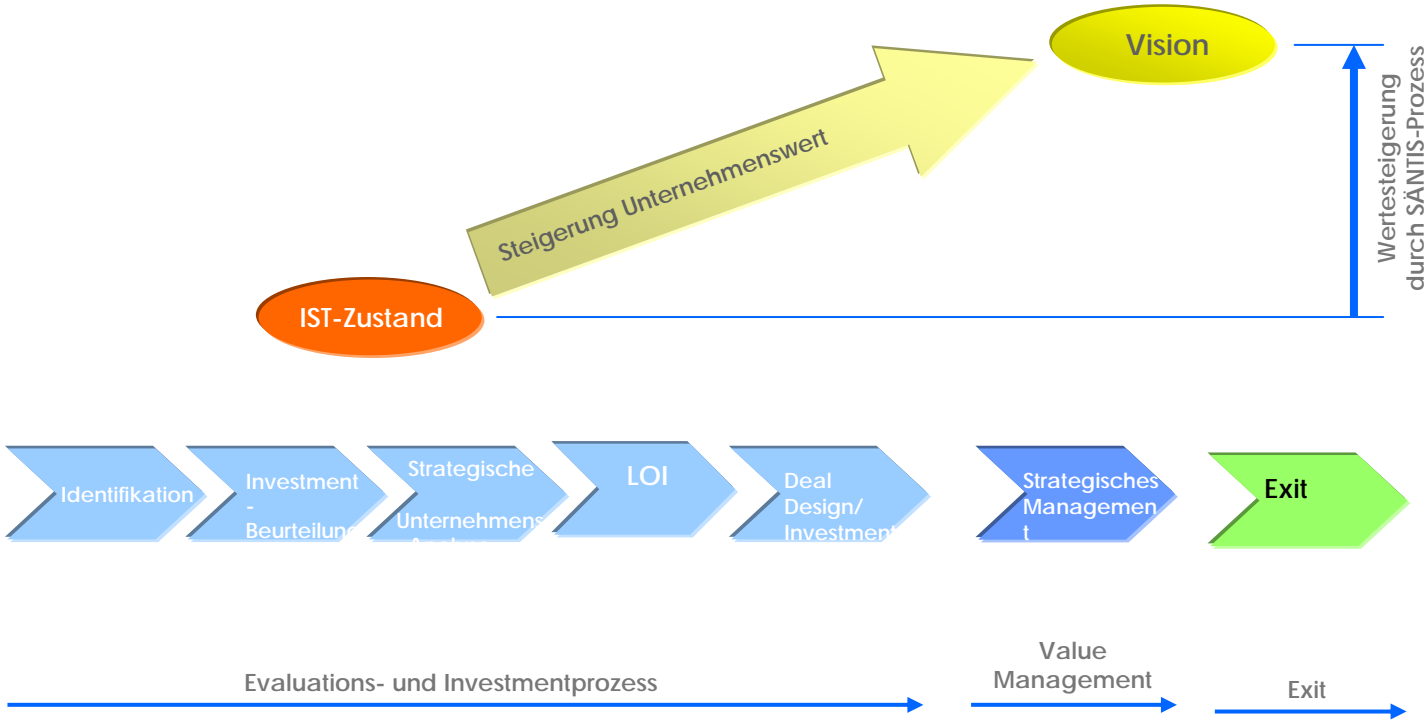 Vision
Wertesteigerung
durch SÄNTIS-Prozess
Steigerung Unternehmenswert
IST-Zustand
Identifikation
Investment
-
Beurteilung
Strategische
Unternehmens
LOI
Deal
Design/
Investment
Strategisches
Managemen
t
Exit
Evaluations- und Investmentprozess
Value
Management
Exit